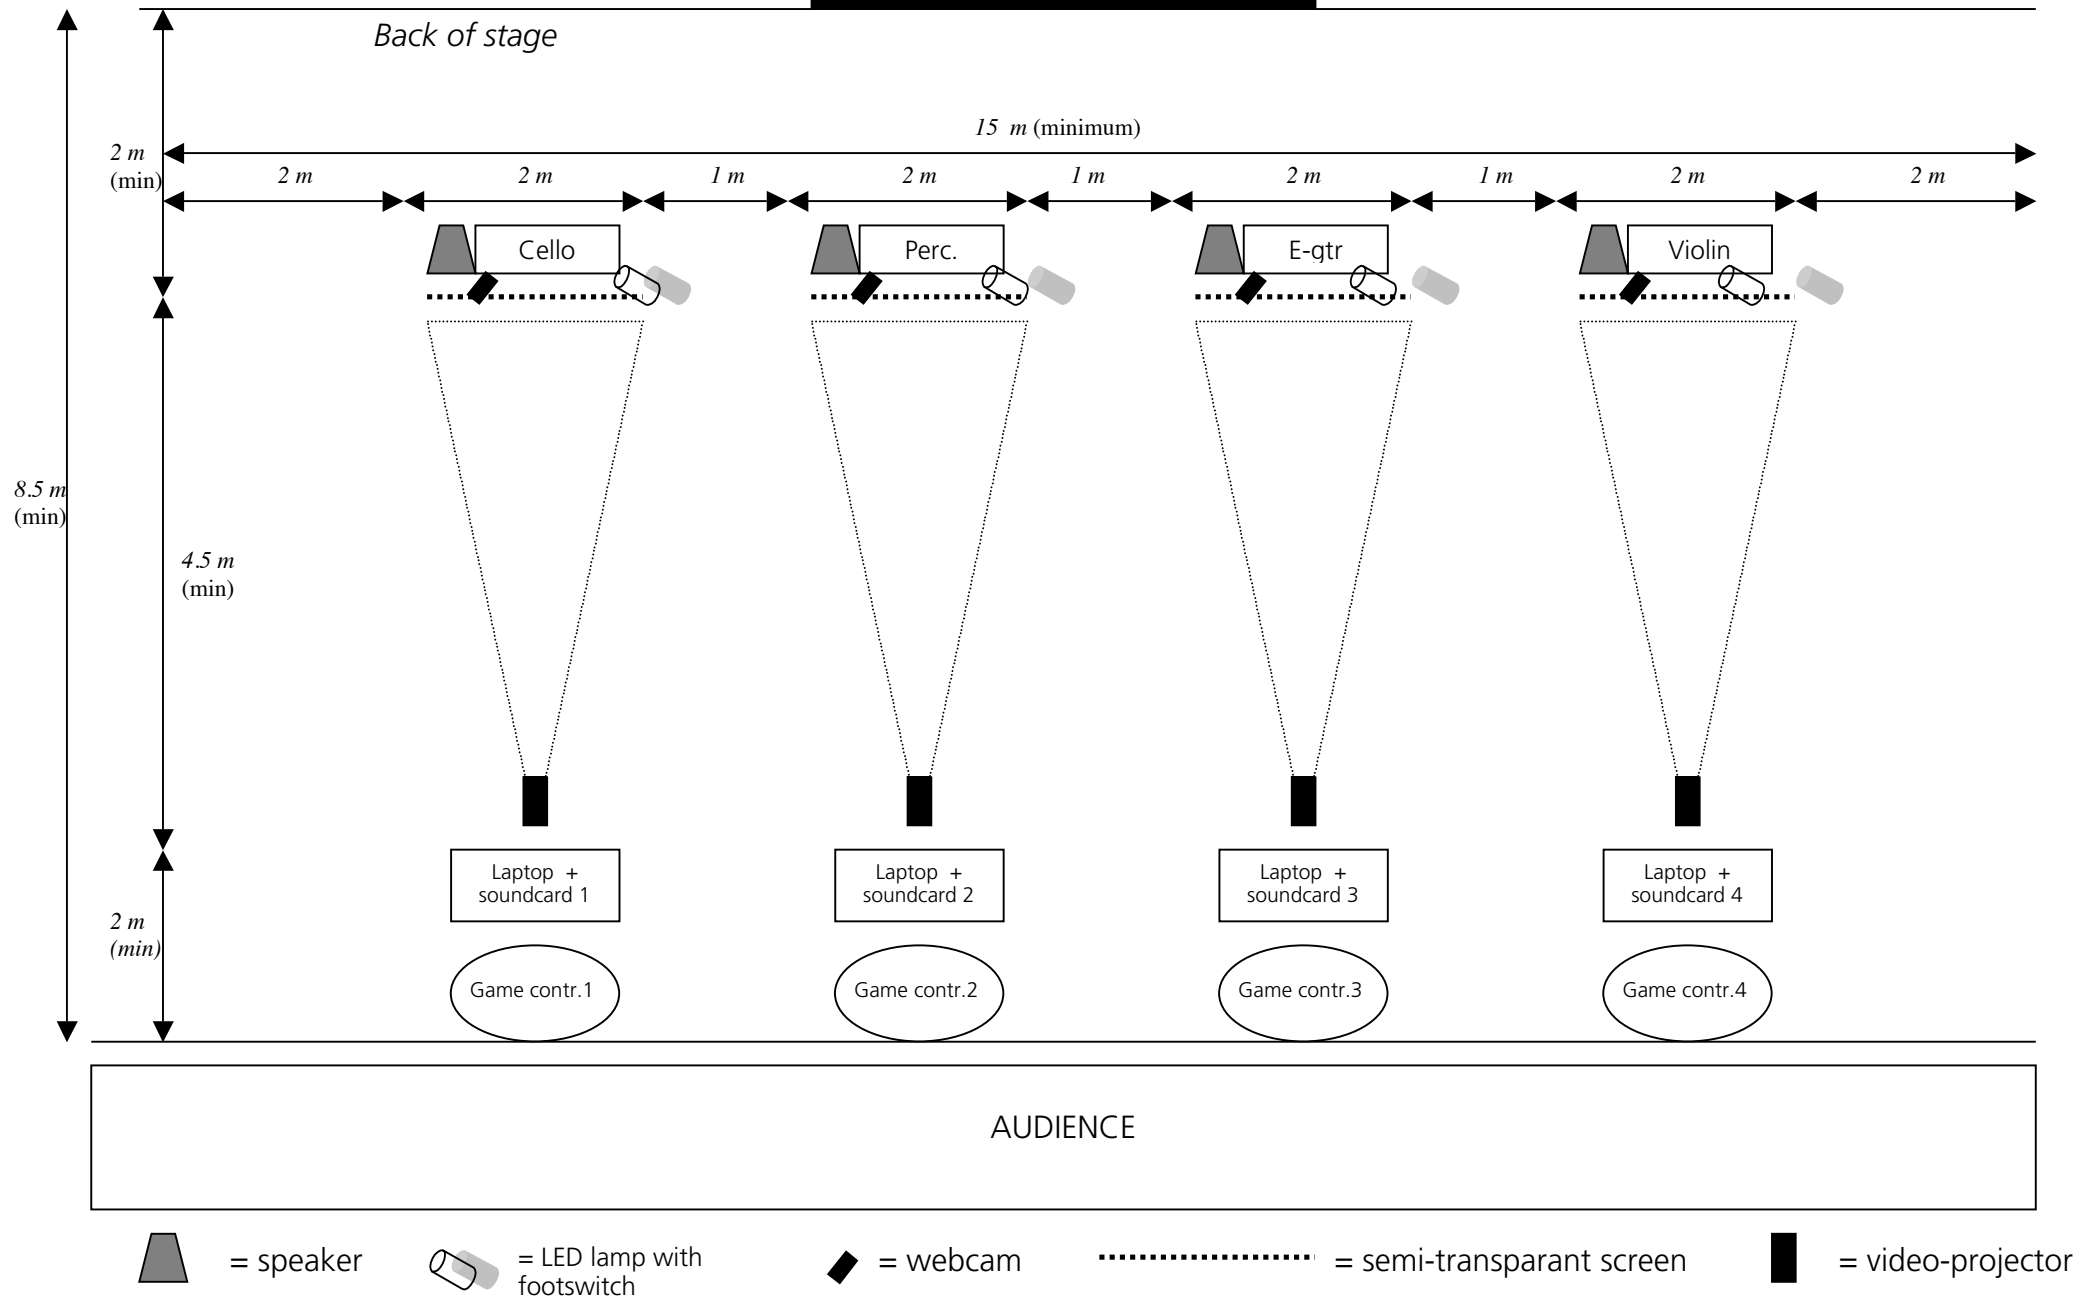 Back of stage
15 m (minimum)
2 m
(min)
2 m
2 m
1 m
2 m
1 m
2 m
1 m
2 m
2 m
Cello
Perc.
E-gtr
Violin
8.5 m
(min)
4.5 m
(min)
Laptop +
soundcard 1
Laptop +
soundcard 2
Laptop +
soundcard 3
Laptop +
soundcard 4
2 m
(min)
Game contr.1
Game contr.2
Game contr.3
Game contr.4
AUDIENCE
= speaker
= LED lamp with
footswitch
= webcam
= semi-transparant screen
= video-projector